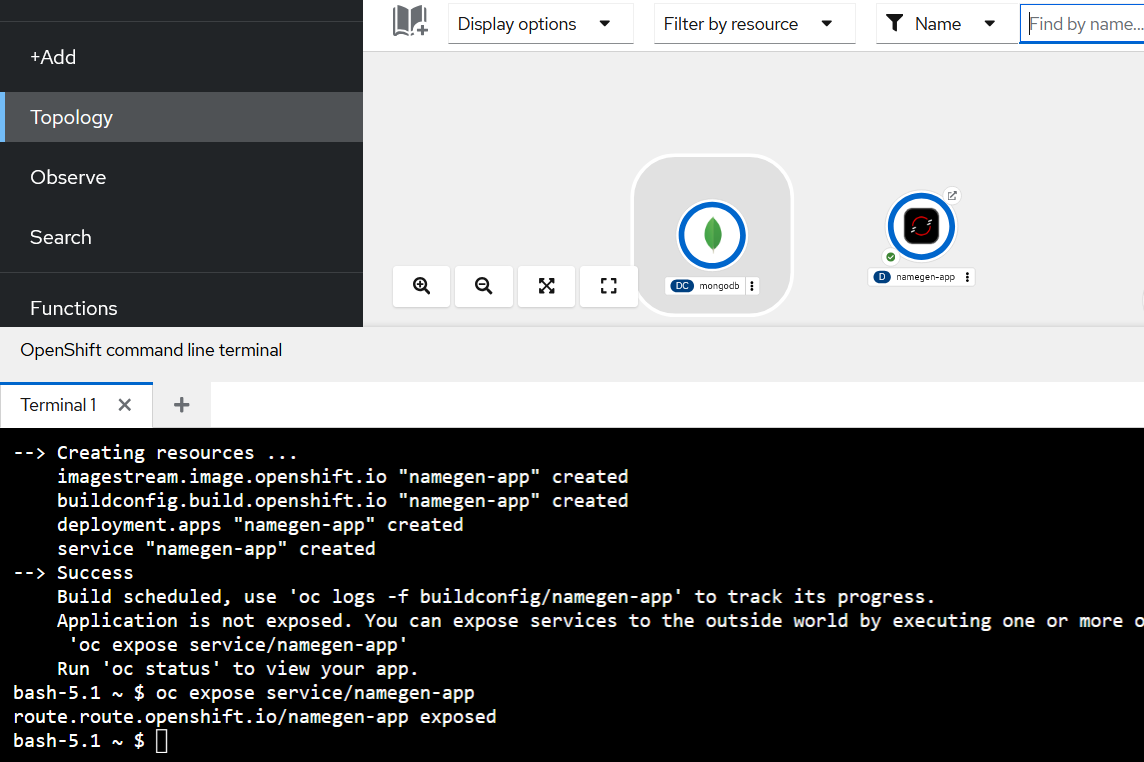 +Add
Topology
Observe
Search
Functions
Display options
Filter by resource
Name
Find by name...
DC mongodb
D namegen-app
OpenShift command line terminal
Terminal 1
--> Creating resources ...
imagestream.image.openshift.io "namegen-app" created
buildconfig.build.openshift.io "namegen-app" created
deployment.apps "namegen-app" created
service "namegen-app" created
--> Success
Build scheduled, use 'oc logs -f buildconfig/namegen-app' to track its progress.
Application is not exposed. You can expose services to the outside world by executing one or more o
'oc expose service/namegen-app'
Run 'oc status' to view your app.
bash-5.1 ~ $ oc expose service/namegen-app
route.route.openshift.io/namegen-app exposed
bash-5.1 ~ $